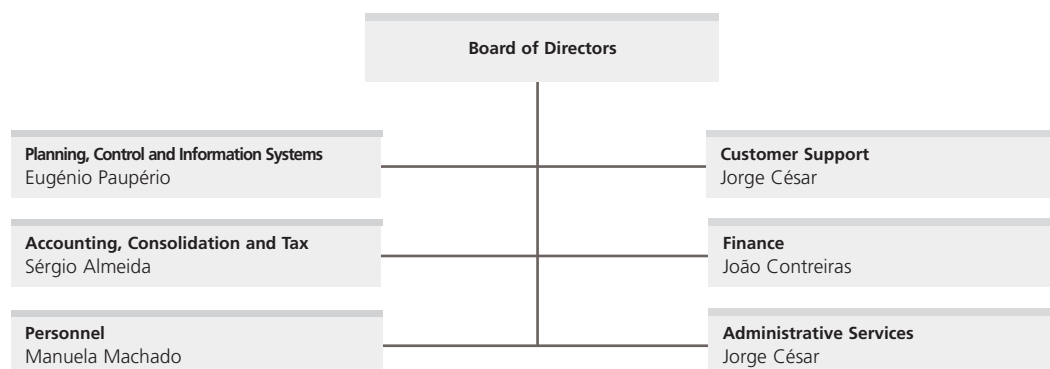 Board of Directors
Planning, Control and Information Systems
Eugénio Paupério
Customer Support
Jorge César
Accounting, Consolidation and Tax
Sérgio Almeida
Finance
João Contreiras
Personnel
Manuela Machado
Administrative Services
Jorge César